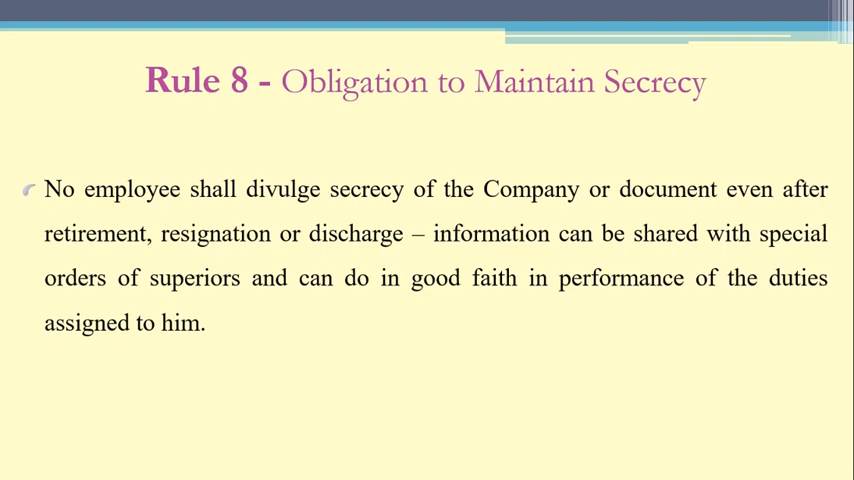 Rule 8 - Obligation to Maintain Secrecy
No employee shall divulge secrecy of the Company or document even after
retirement, resignation or discharge – information can be shared with special
orders of superiors and can do in good faith in performance of the duties
assigned to him.